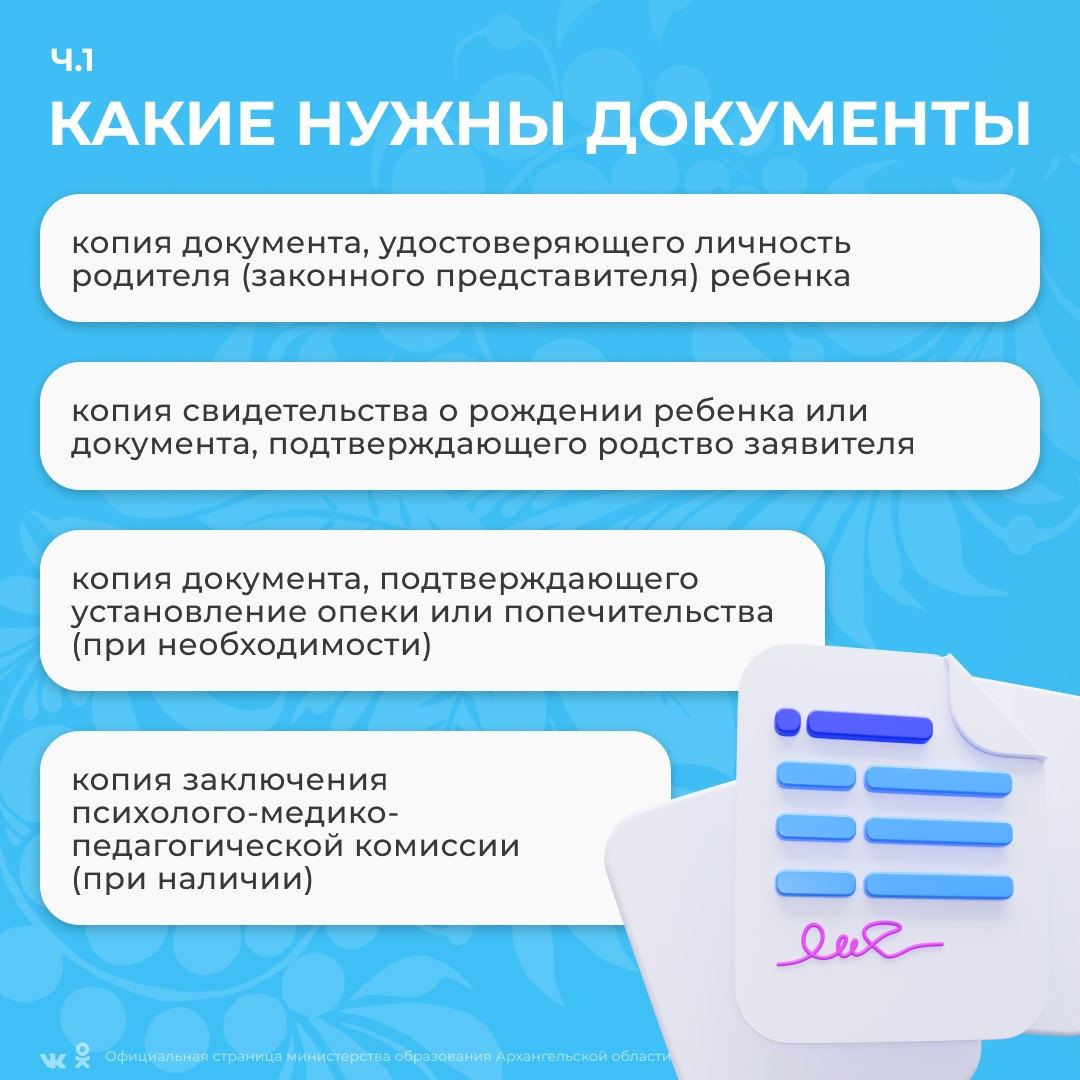 Ч.1
КАКИЕ НУЖНЫ ДОКУМЕНТЫ
копия документа, удостоверяющего личность
родителя (законного представителя) ребенка
копия свидетельства о рождении ребенка или
документа, подтверждающего родство заявителя
копия документа, подтверждающего
установление опеки или попечительства
(при необходимости)
копия заключения
психолого-медико-
педагогической комиссии
(при наличии)
Официальная страница министерства образования Архангельской области